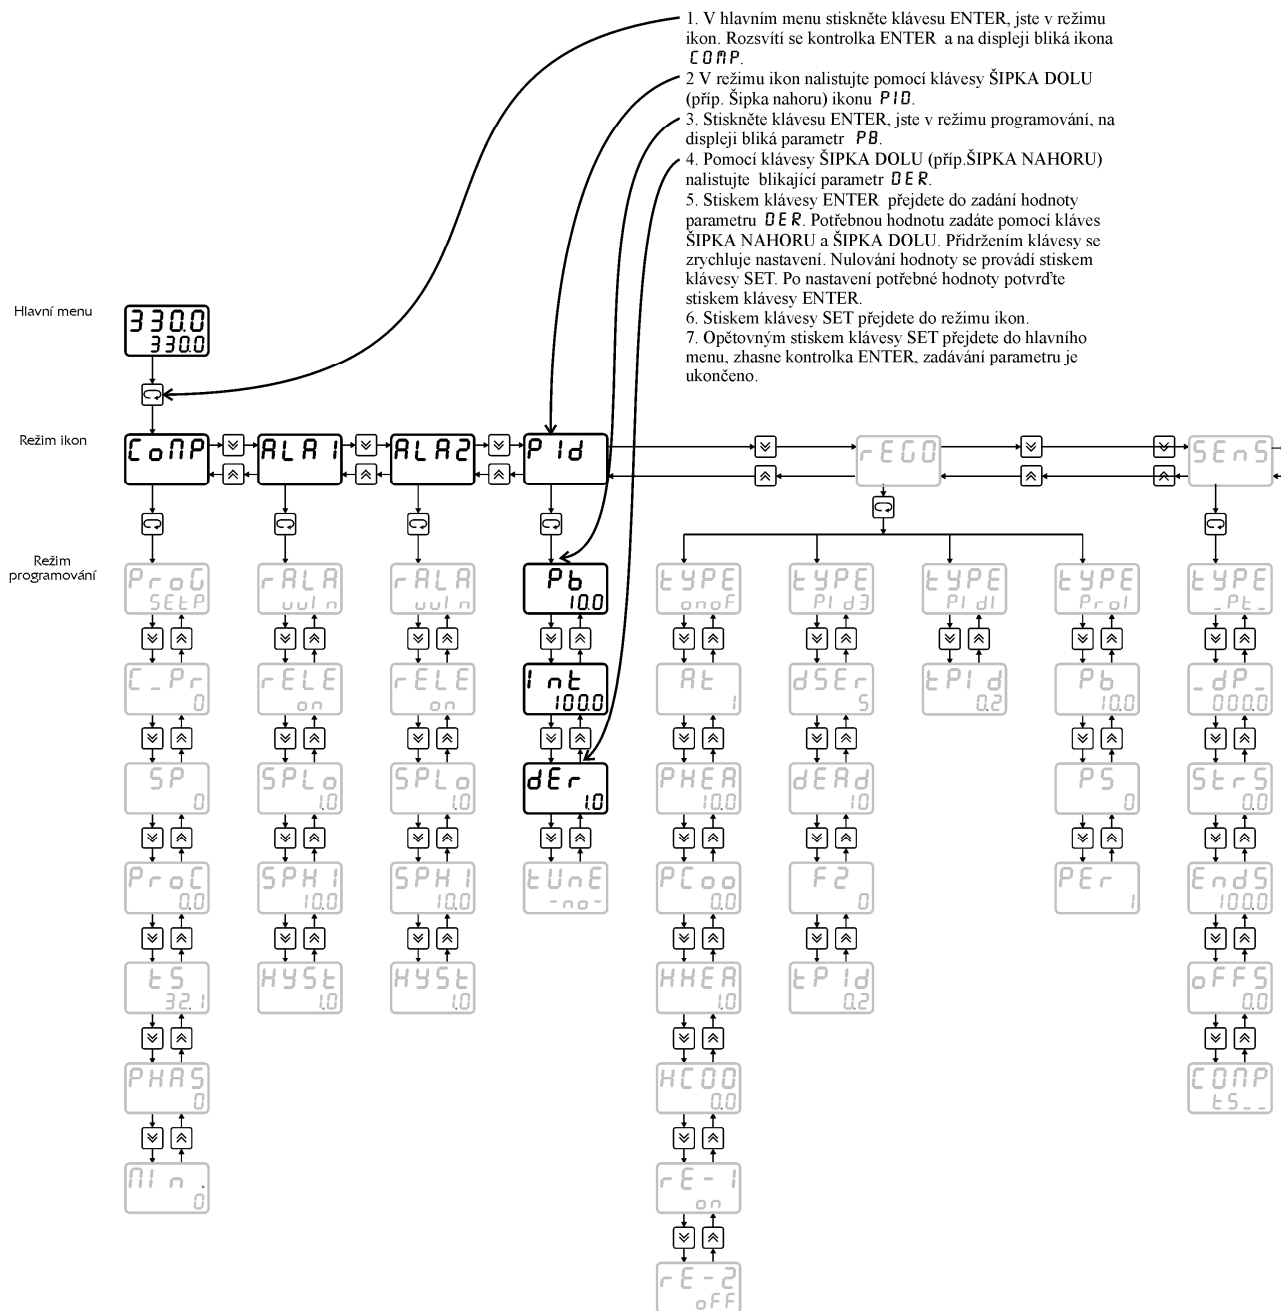 1. V hlavním menu stiskněte klávesu ENTER, jste v režimu
ikon. Rozsvítí se kontrolka ENTER a na displeji bliká ikona
COMP.
2 V režimu ikon nalistujte pomocí klávesy ŠIPKA DOLU
(příp. Šipka nahoru) ikonu PID.
3. Stiskněte klávesu ENTER, jste v režimu programování, na
displeji bliká parametr PB.
4. Pomocí klávesy ŠIPKA DOLU (příp.ŠIPKA NAHORU)
nalistujte blikající parametr DER.
5. Stiskem klávesy ENTER přejdete do zadání hodnoty
parametru DER. Potřebnou hodnotu zadáte pomocí kláves
ŠIPKA NAHORU a ŠIPKA DOLU. Přidržením klávesy se
zrychluje nastavení. Nulování hodnoty se provádí stiskem
klávesy SET. Po nastavení potřebné hodnoty potvrďte
stiskem klávesy ENTER.
6. Stiskem klávesy SET přejdete do režimu ikon.
7. Opětovným stiskem klávesy SET přejdete do hlavního
menu, zhasne kontrolka ENTER, zadávání parametru je
ukončeno.
Hlavní menu
330.0
330.0
Režim ikon
CoMP ALA1 ALA2 PId rEGO SEnS
Režim
programování
ProG rALA rALA Pb tYPE tYPE tYPE tYPE tYPE
SEtP uuIn uuIn 10.0 onoF PId3 PId1 Pro1 _Pt_
C_Pr rELE rELE Int At dSEr tPId Pb _dP_
0 on on 100.0 1 5 0.2 10.0 000.0
SP SPLo SPLo dEr PHEA dEAd PS StrS
0 1.0 1.0 1.0 10.0 10 0 0.0
ProC SPHI SPHI tUnE PCoo F2 PEr EndS
0.0 10.0 10.0 -no- 0.0 0 1 100.0
tS HYSt HYSt HHEA tPId oFFS
32.1 1.0 1.0 1.0 0.2 0.0
PHAS HCOO COMP
0 0.0 tS__
MIn. rE-1
0 on
rE-2
oFF